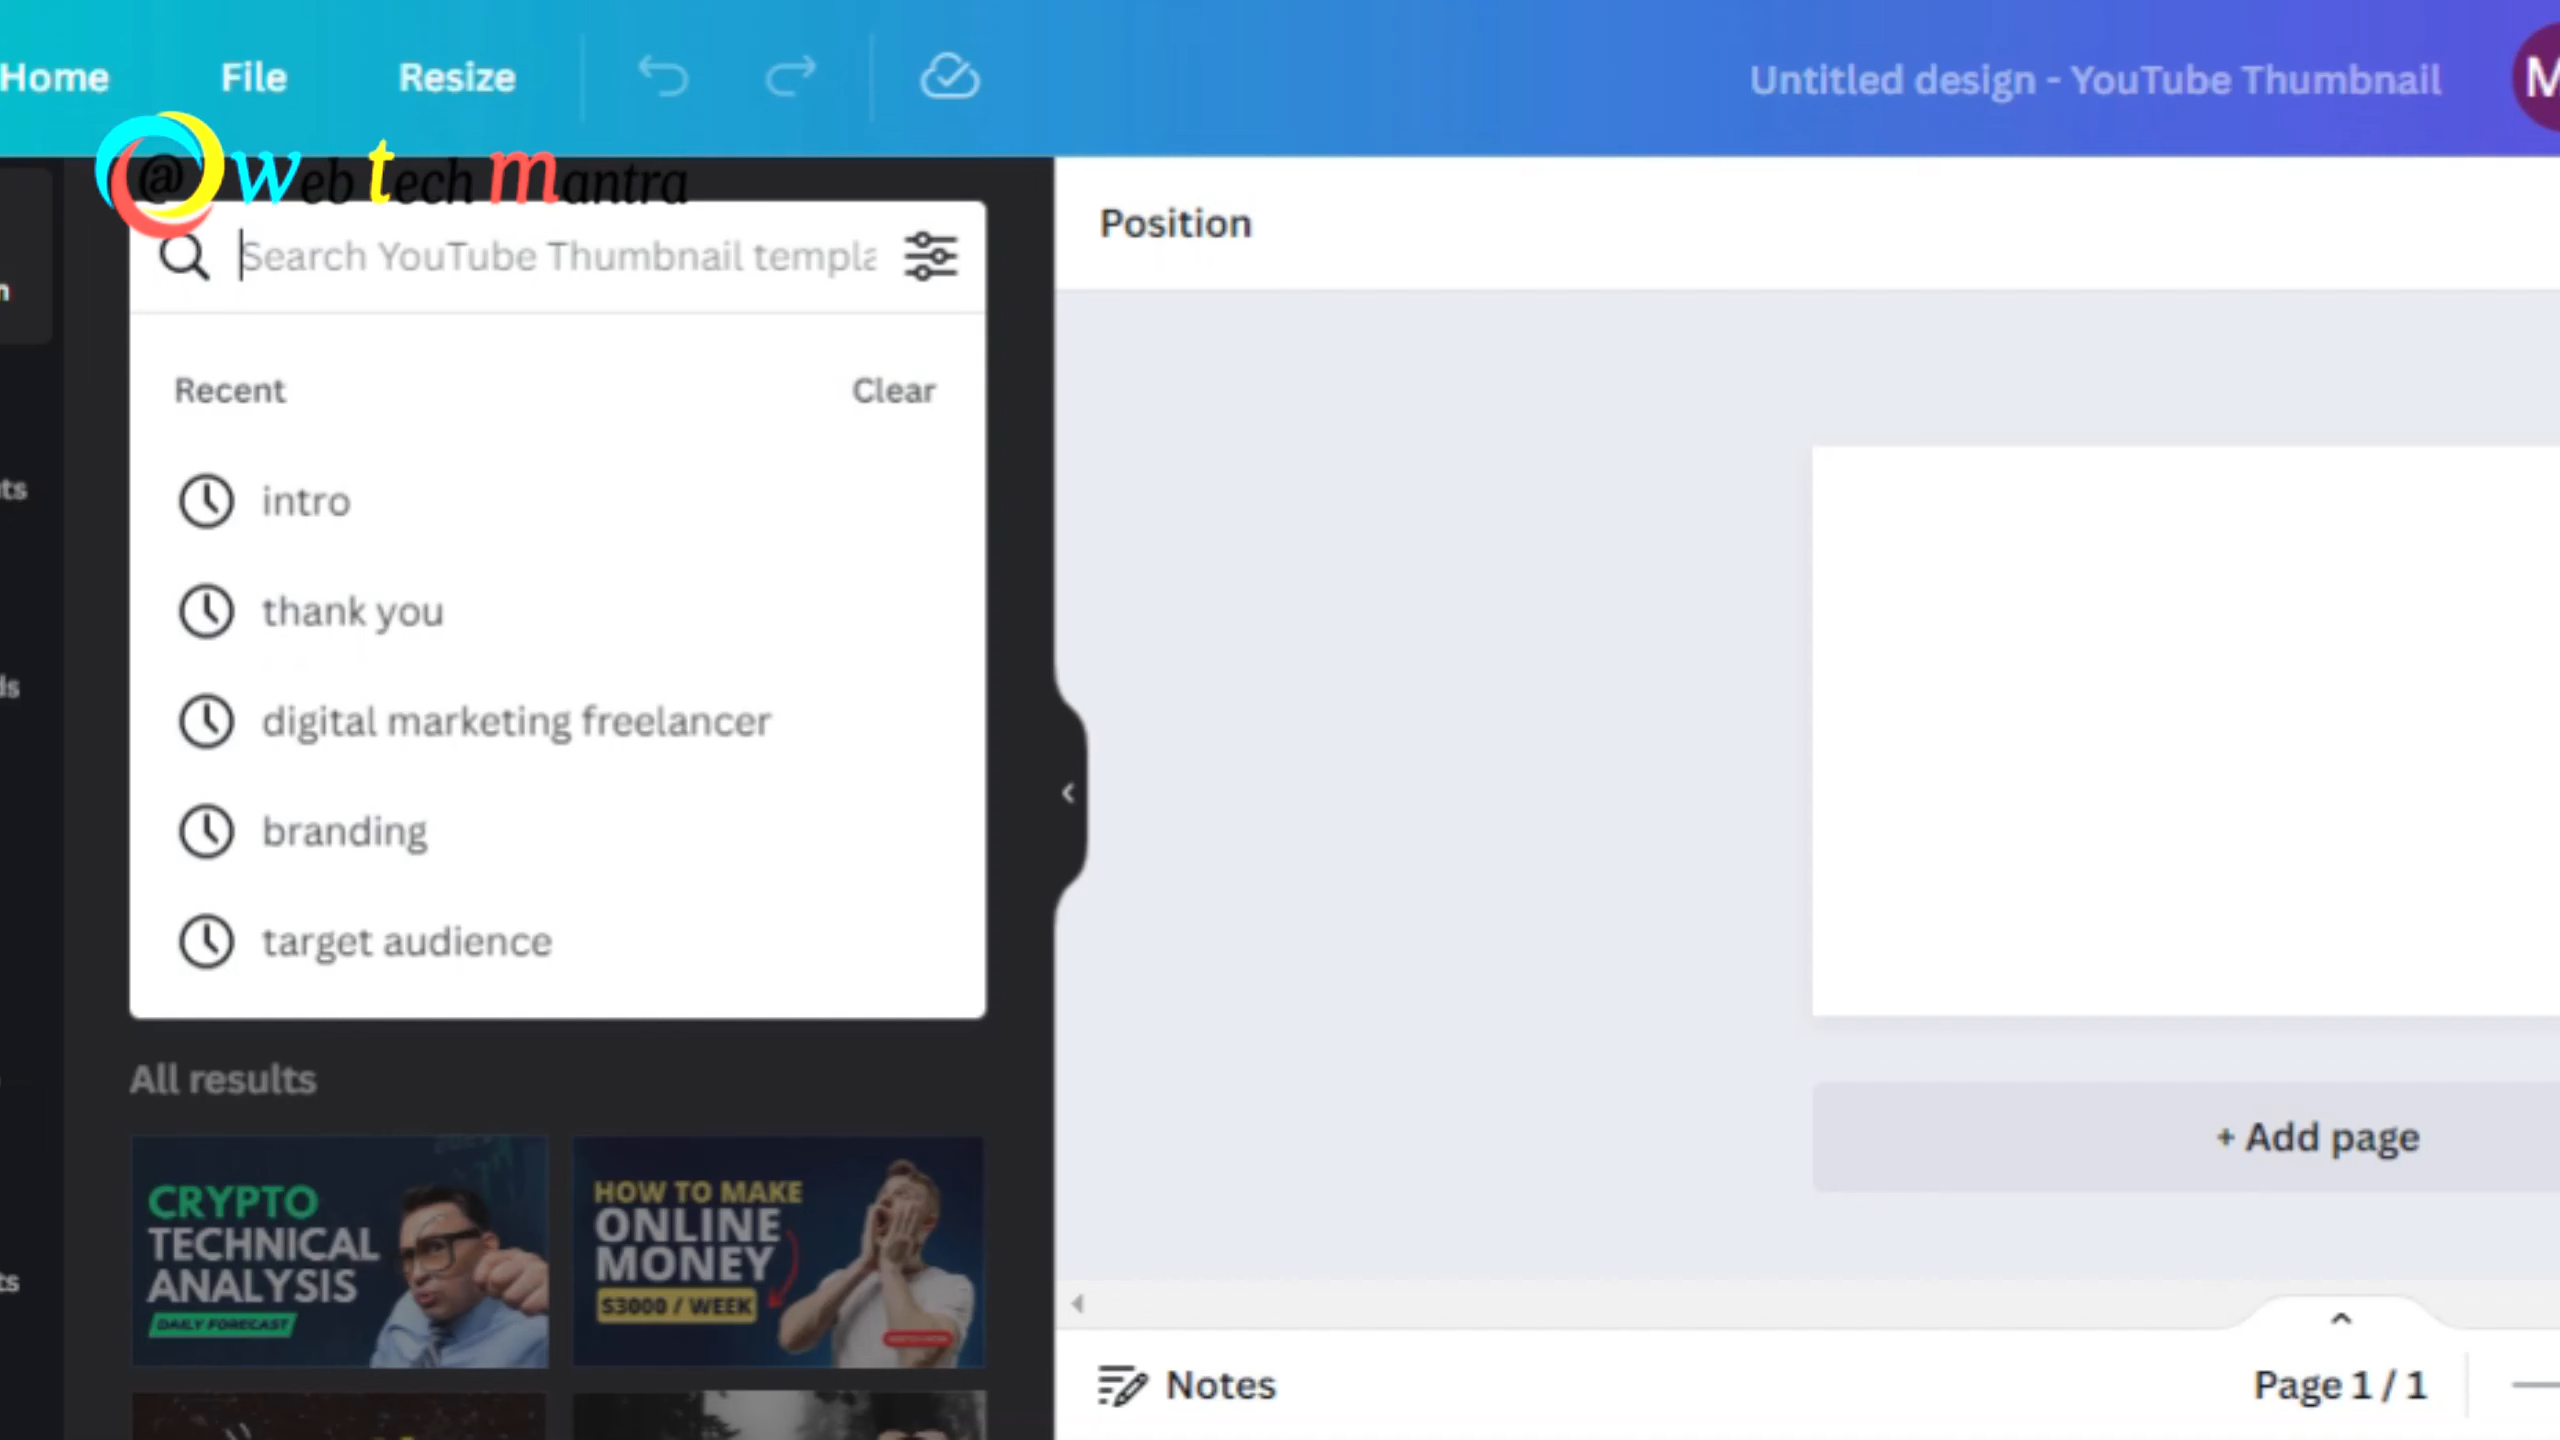 Home File Resize Untitled design - YouTube Thumbnail M
@ Web tech mantra
Search YouTube Thumbnail templa
Position
Recent Clear
intro
thank you
digital marketing freelancer
branding
target audience
All results
CRYPTO
TECHNICAL
ANALYSIS
DAILY FORECAST
HOW TO MAKE
ONLINE
MONEY
$3000 / WEEK
+ Add page
Notes
Page 1 / 1